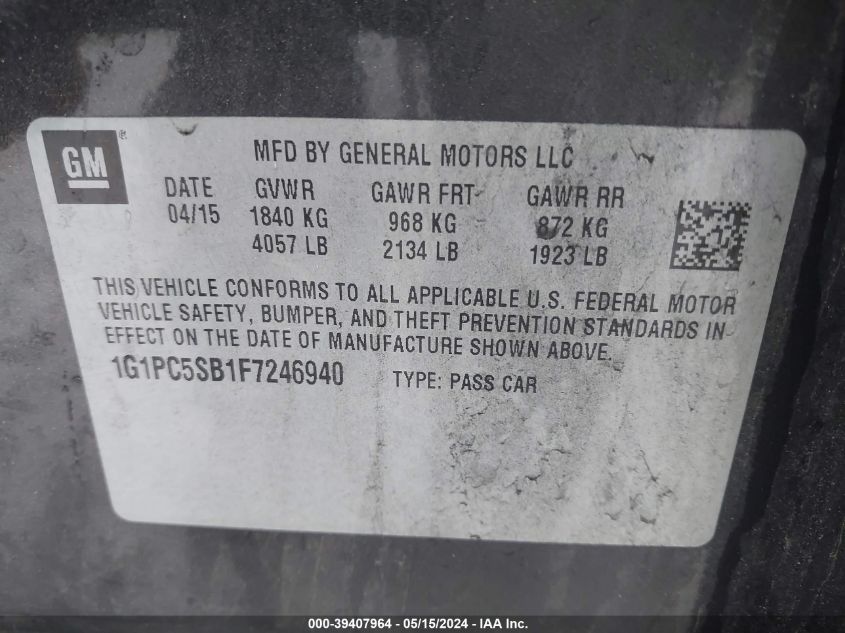 GM®
MFD BY GENERAL MOTORS LLC
DATE GVWR GAWR FRT GAWR RR
04/15 1840 KG 968 KG 872 KG
4057 LB 2134 LB 1923 LB
THIS VEHICLE CONFORMS TO ALL APPLICABLE U.S. FEDERAL MOTOR
VEHICLE SAFETY, BUMPER, AND THEFT PREVENTION STANDARDS IN
EFFECT ON THE DATE OF MANUFACTURE SHOWN ABOVE.
1G1PC5SB1F7246940 TYPE: PASS CAR
000-39407964 - 05/15/2024 - IAA Inc.